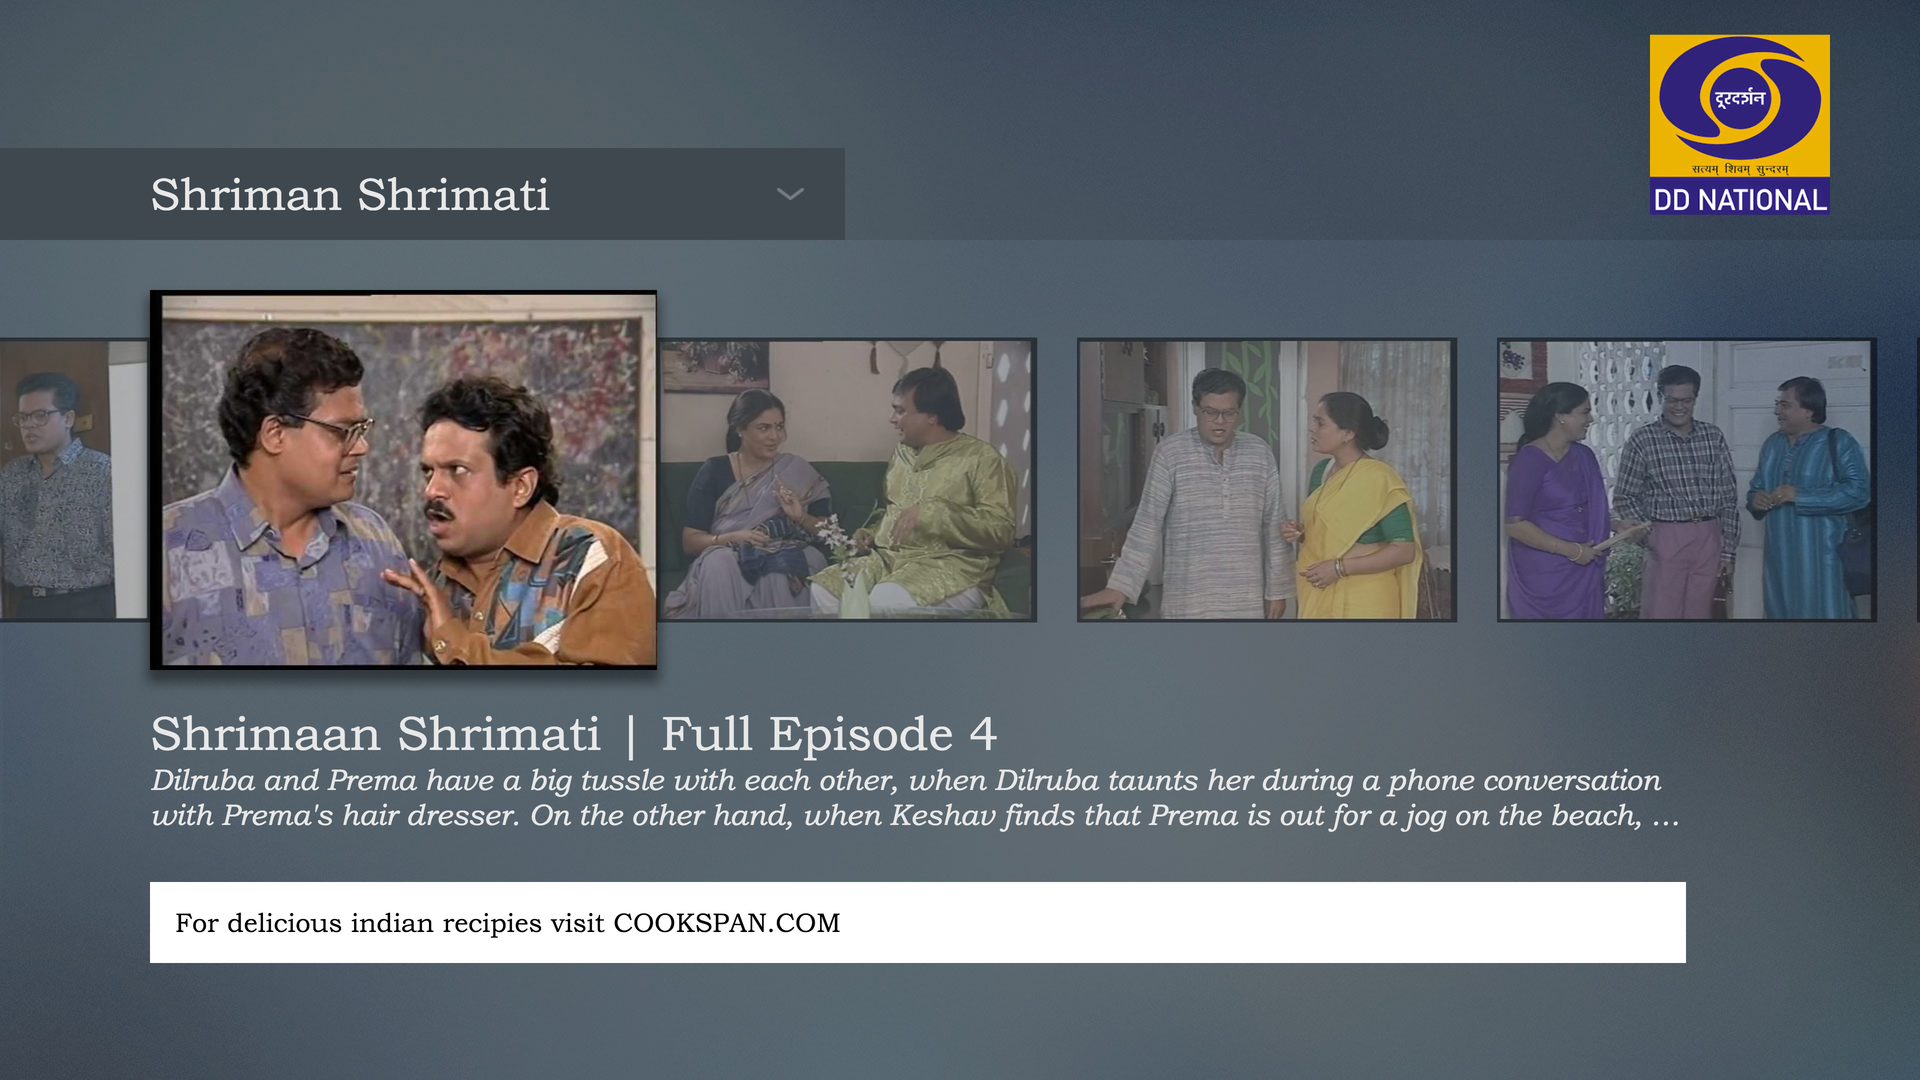 दूरदर्शन
सत्यम् शिवम् सुन्दरम्
DD NATIONAL
Shriman Shrimati
Shrimaan Shrimati | Full Episode 4
Dilruba and Prema have a big tussle with each other, when Dilruba taunts her during a phone conversation
with Prema's hair dresser. On the other hand, when Keshav finds that Prema is out for a jog on the beach, ...
For delicious indian recipies visit COOKSPAN.COM